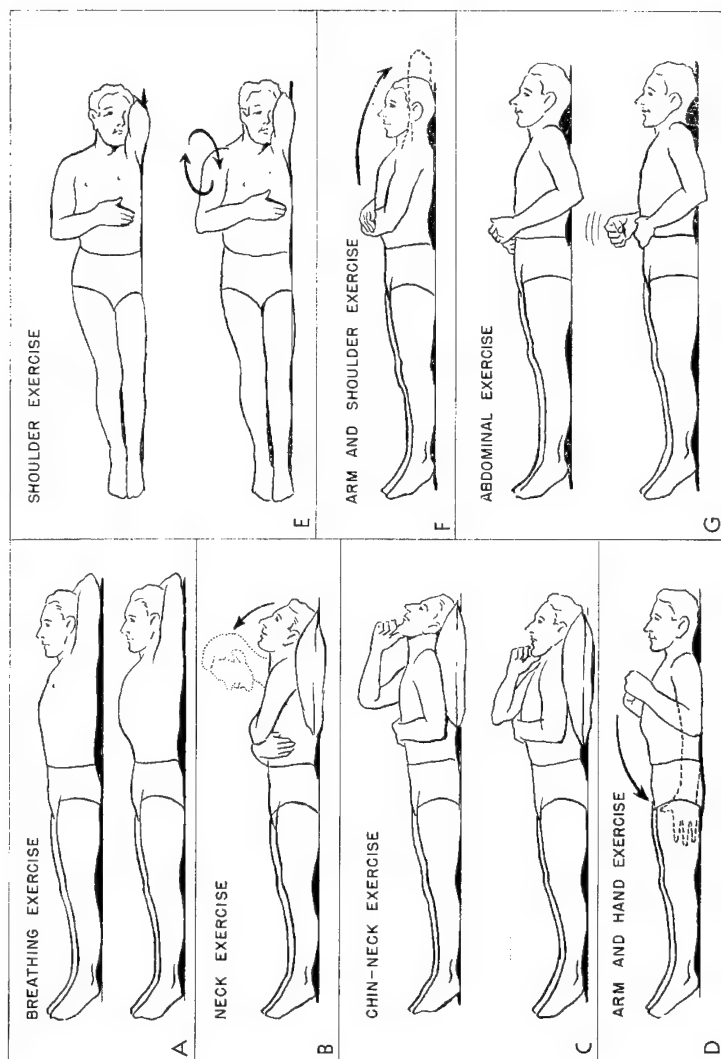 BREATHING EXERCISE
A
NECK EXERCISE
B
CHIN-NECK EXERCISE
C
ARM AND HAND EXERCISE
D
SHOULDER EXERCISE
E
ARM AND SHOULDER EXERCISE
F
ABDOMINAL EXERCISE
G